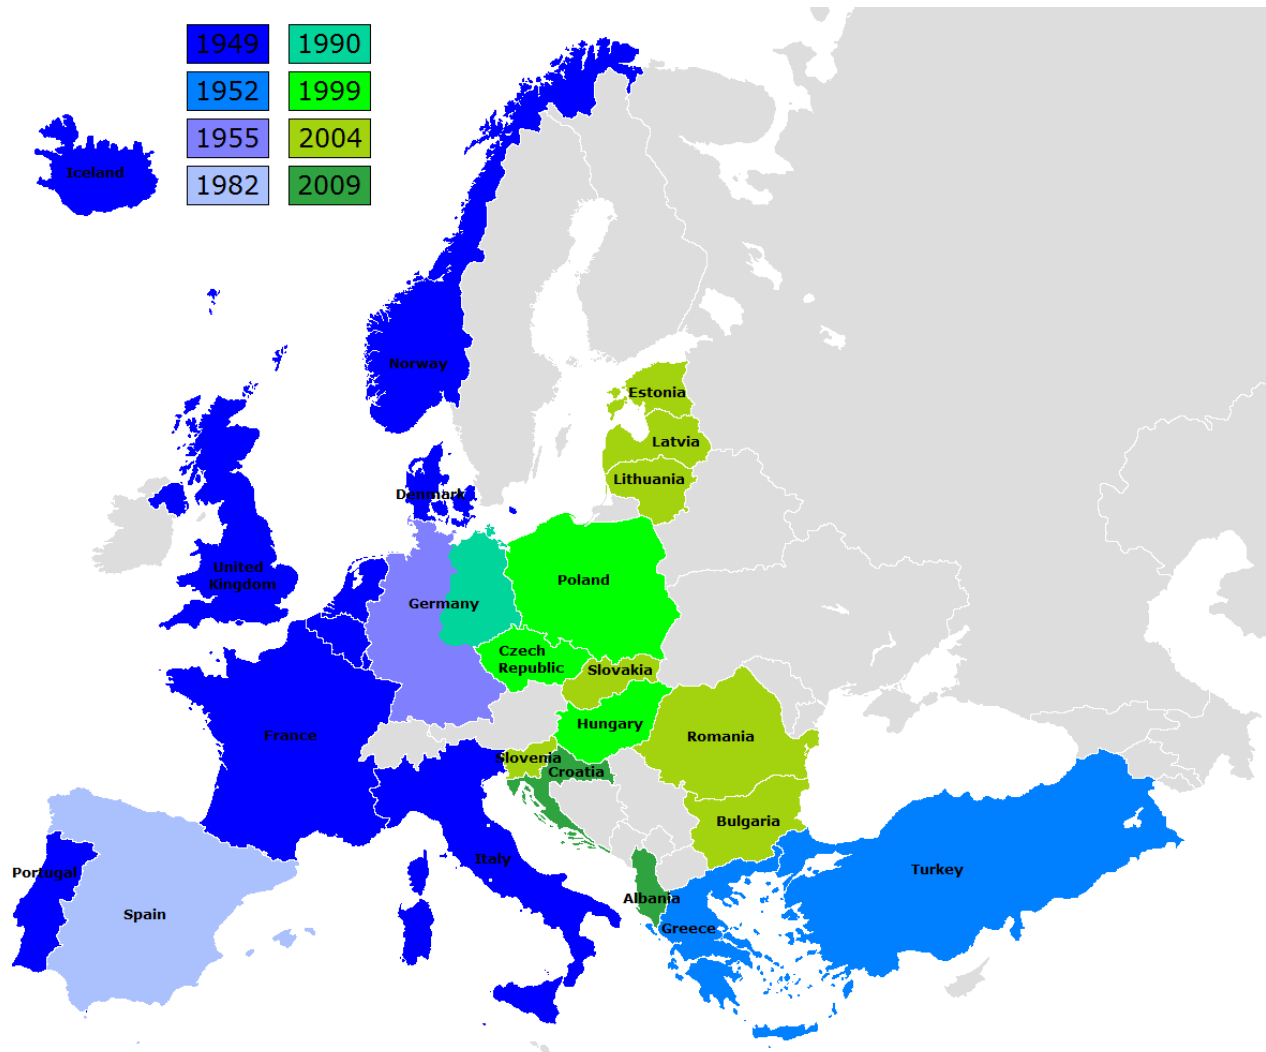 1949 1990
1952 1999
1955 2004
1982 2009
Iceland
Norway
Estonia
Latvia
Lithuania
Denmark
United
Kingdom
Poland
Germany
Czech
Republic
Slovakia
Hungary
France
Romania
Slovenia
Croatia
Bulgaria
Italy
Turkey
Portugal
Albania
Spain
Greece